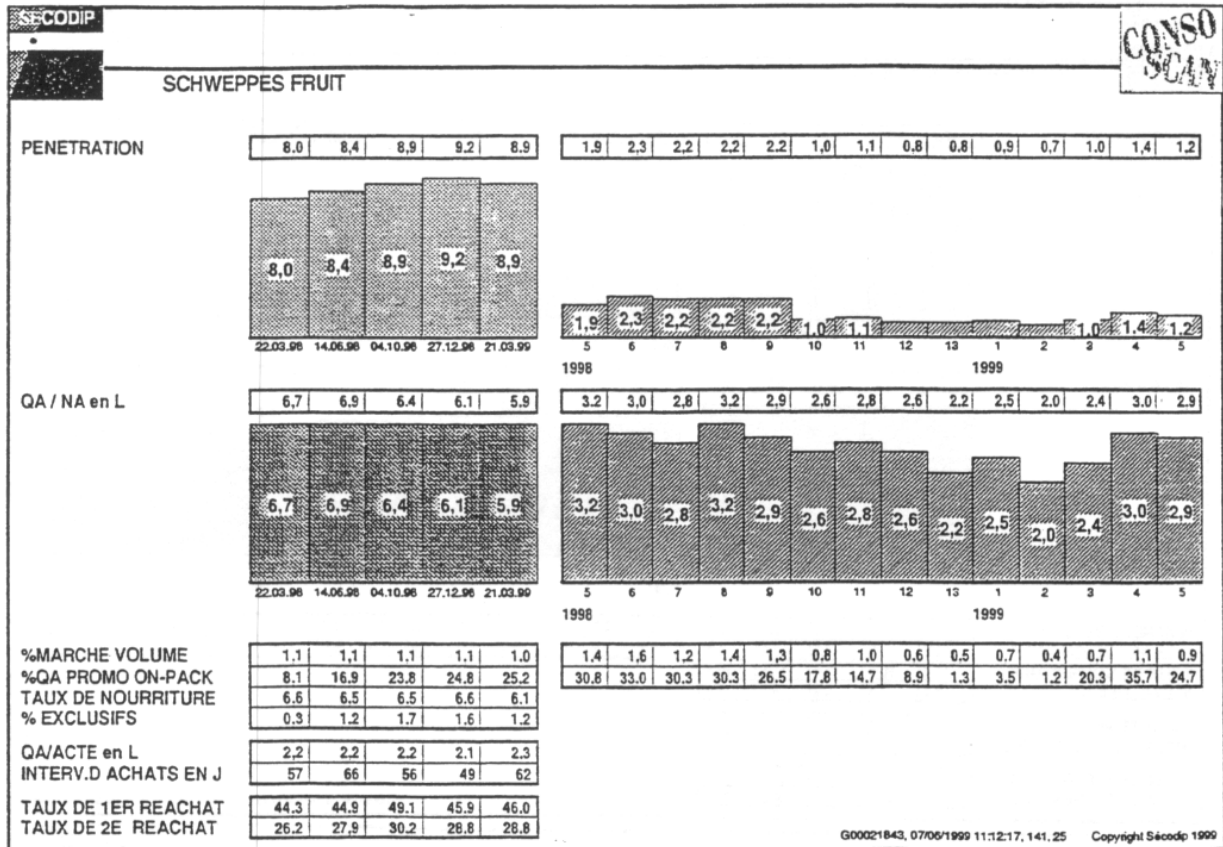 SECODIP
CONSO
SCAN
SCHWEPPES FRUIT
PENETRATION 8.0 8,4 8,9 9.2 8.9 1.9 2,3 2,2 2,2 2.2 1,0 1,1 0,8 0.8 0,9 0,7 1.0 1,4 1,2
8,0 8,4 8,9 9,2 8,9
1,9 2,3 2,2 2,2 2,2 1,0 1,1 1,0 1,4 1,2
22.03.98 14.06.98 04.10.98 27.12.98 21.03.99 5 6 7 8 9 10 11 12 13 1 2 3 4 5
1998 1999
QA / NA en L 6,7 6.9 6.4 6.1 5.9 3.2 3,0 2,8 3.2 2.9 2.6 2,8 2,6 2.2 2,5 2.0 2.4 3.0 2.9
6,7 6,9 6,4 6,1 5,9 3,2 3,0 2,8 3,2 2,9 2,6 2,8 2,6 2,2 2,5 2,0 2,4 3,0 2,9
22.03.98 14.06.98 04.10.98 27.12.98 21.03.99 5 6 7 8 9 10 11 12 13 1 2 3 4 5
1998 1999
%MARCHE VOLUME 1,1 1,1 1.1 1.1 1.0 1.4 1,6 1,2 1.4 1,3 0,8 1.0 0.6 0.5 0.7 0.4 0.7 1,1 0.9
%QA PROMO ON-PACK 8.1 16,9 23,8 24.8 25.2 30.8 33.0 30.3 30.3 26.5 17.8 14.7 8,9 1.3 3.5 1.2 20.3 35.7 24.7
TAUX DE NOURRITURE 6.6 6.5 6.5 6.6 6.1
% EXCLUSIFS 0.3 1.2 1.7 1.6 1.2
QA/ACTE en L 2,2 2,2 2.2 2.1 2.3
INTERV.D ACHATS EN J 57 66 56 49 62
TAUX DE 1ER REACHAT 44.3 44.9 49.1 45.9 46.0
TAUX DE 2E REACHAT 26.2 27,9 30.2 28.8 28.8
G00021843, 07/06/1999 11:12:17, 141, 25 Copyright Sécodip 1999